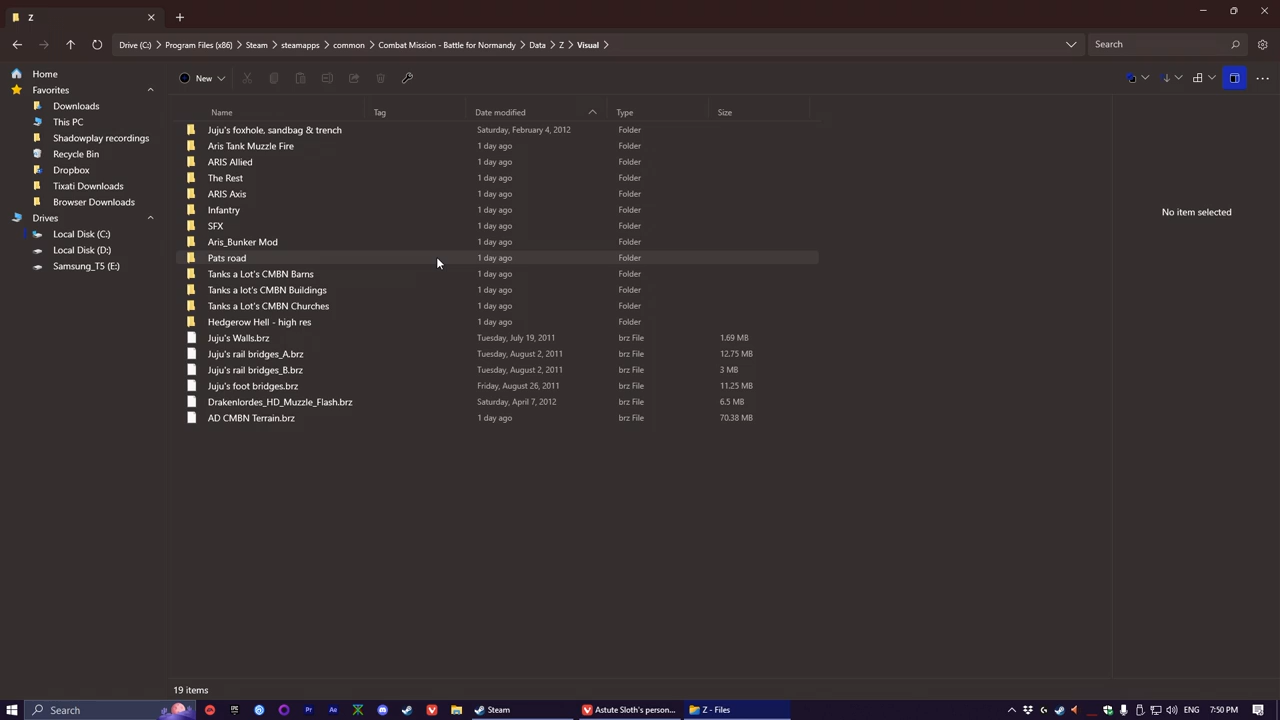 Z
Drive (C:) Program Files (x86) Steam steamapps common Combat Mission - Battle for Normandy Data Z Visual
Search
Home
Favorites
Downloads
This PC
Shadowplay recordings
Recycle Bin
Dropbox
Tixati Downloads
Browser Downloads
Drives
Local Disk (C:)
Local Disk (D:)
Samsung_T5 (E:)
New
Name Tag Date modified Type Size
Juju's foxhole, sandbag & trench Saturday, February 4, 2012 Folder
Aris Tank Muzzle Fire 1 day ago Folder
ARIS Allied 1 day ago Folder
The Rest 1 day ago Folder
ARIS Axis 1 day ago Folder
Infantry 1 day ago Folder
SFX 1 day ago Folder
Aris_Bunker Mod 1 day ago Folder
Pats road 1 day ago Folder
Tanks a Lot's CMBN Barns 1 day ago Folder
Tanks a lot's CMBN Buildings 1 day ago Folder
Tanks a Lot's CMBN Churches 1 day ago Folder
Hedgerow Hell - high res 1 day ago Folder
Juju's Walls.brz Tuesday, July 19, 2011 brz File 1.69 MB
Juju's rail bridges_A.brz Tuesday, August 2, 2011 brz File 12.75 MB
Juju's rail bridges_B.brz Tuesday, August 2, 2011 brz File 3 MB
Juju's foot bridges.brz Friday, August 26, 2011 brz File 11.25 MB
Drakenlordes_HD_Muzzle_Flash.brz Saturday, April 7, 2012 brz File 6.5 MB
AD CMBN Terrain.brz 1 day ago brz File 70.38 MB
No item selected
19 items
Search Steam Astute Sloth's person... Z - Files ENG 7:50 PM